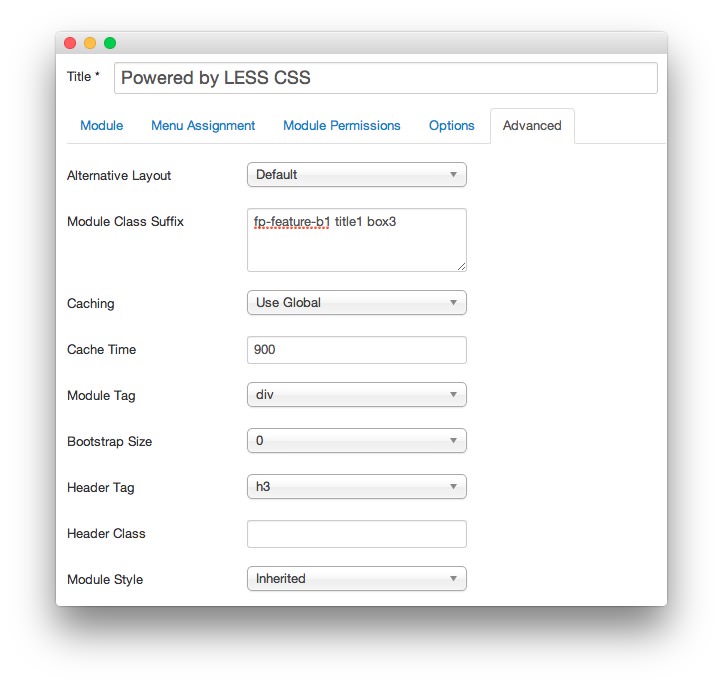 Title * Powered by LESS CSS
Module Menu Assignment Module Permissions Options Advanced
Alternative Layout Default
Module Class Suffix fp-feature-b1 title1 box3
Caching Use Global
Cache Time 900
Module Tag div
Bootstrap Size 0
Header Tag h3
Header Class
Module Style Inherited